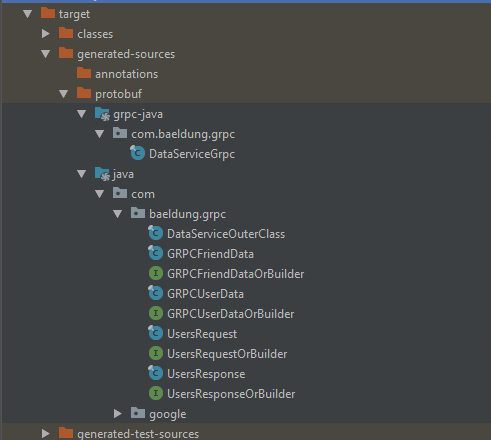 target
classes
generated-sources
annotations
protobuf
grpc-java
com.baeldung.grpc
DataServiceGrpc
java
com
baeldung.grpc
DataServiceOuterClass
GRPCFriendData
GRPCFriendDataOrBuilder
GRPCUserData
GRPCUserDataOrBuilder
UsersRequest
UsersRequestOrBuilder
UsersResponse
UsersResponseOrBuilder
google
generated-test-sources